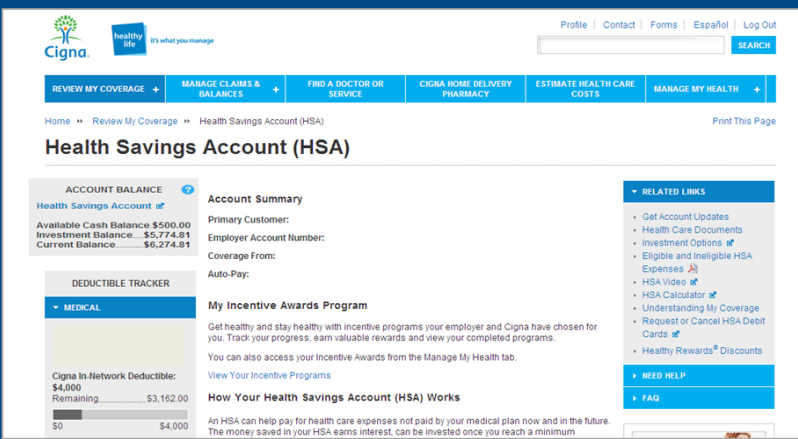 Profile | Contact | Forms | Español | Log Out
Cigna.
healthy life
it's what you manage
SEARCH
REVIEW MY COVERAGE +
MANAGE CLAIMS & BALANCES +
FIND A DOCTOR OR SERVICE
CIGNA HOME DELIVERY PHARMACY
ESTIMATE HEALTH CARE COSTS
MANAGE MY HEALTH +
Home » Review My Coverage » Health Savings Account (HSA)
Print This Page
Health Savings Account (HSA)
ACCOUNT BALANCE ?
Health Savings Account
Available Cash Balance.$500.00
Investment Balance....$5,774.81
Current Balance............$6,274.81
DEDUCTIBLE TRACKER
MEDICAL
Cigna In-Network Deductible:
$4,000
Remaining......................$3,162.00
$0 $4,000
Account Summary
Primary Customer:
Employer Account Number:
Coverage From:
Auto-Pay:
My Incentive Awards Program
Get healthy and stay healthy with incentive programs your employer and Cigna have chosen for
you. Track your progress, earn valuable rewards and view your completed programs.
You can also access your Incentive Awards from the Manage My Health tab.
View Your Incentive Programs
How Your Health Savings Account (HSA) Works
An HSA can help pay for health care expenses not paid by your medical plan now and in the future.
The money saved in your HSA earns interest, can be invested once you reach a minimum
RELATED LINKS
• Get Account Updates
• Health Care Documents
• Investment Options
• Eligible and Ineligible HSA
Expenses
• HSA Video
• HSA Calculator
• Understanding My Coverage
• Request or Cancel HSA Debit
Cards
• Healthy Rewards® Discounts
NEED HELP
FAQ